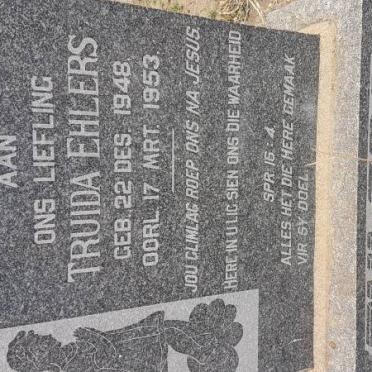 AAN
ONS LIEFLING
TRUIDA EHLERS
GEB. 22 DES. 1948
OORL. 17 MRT. 1953
JOU GLIMLAG ROEP ONS NA JESUS.
HERE IN U LIG SIEN ONS DIE WAARHEID
SPR. 16 : 4
ALLES HET DIE HERE GEMAAK
VIR SY DOEL